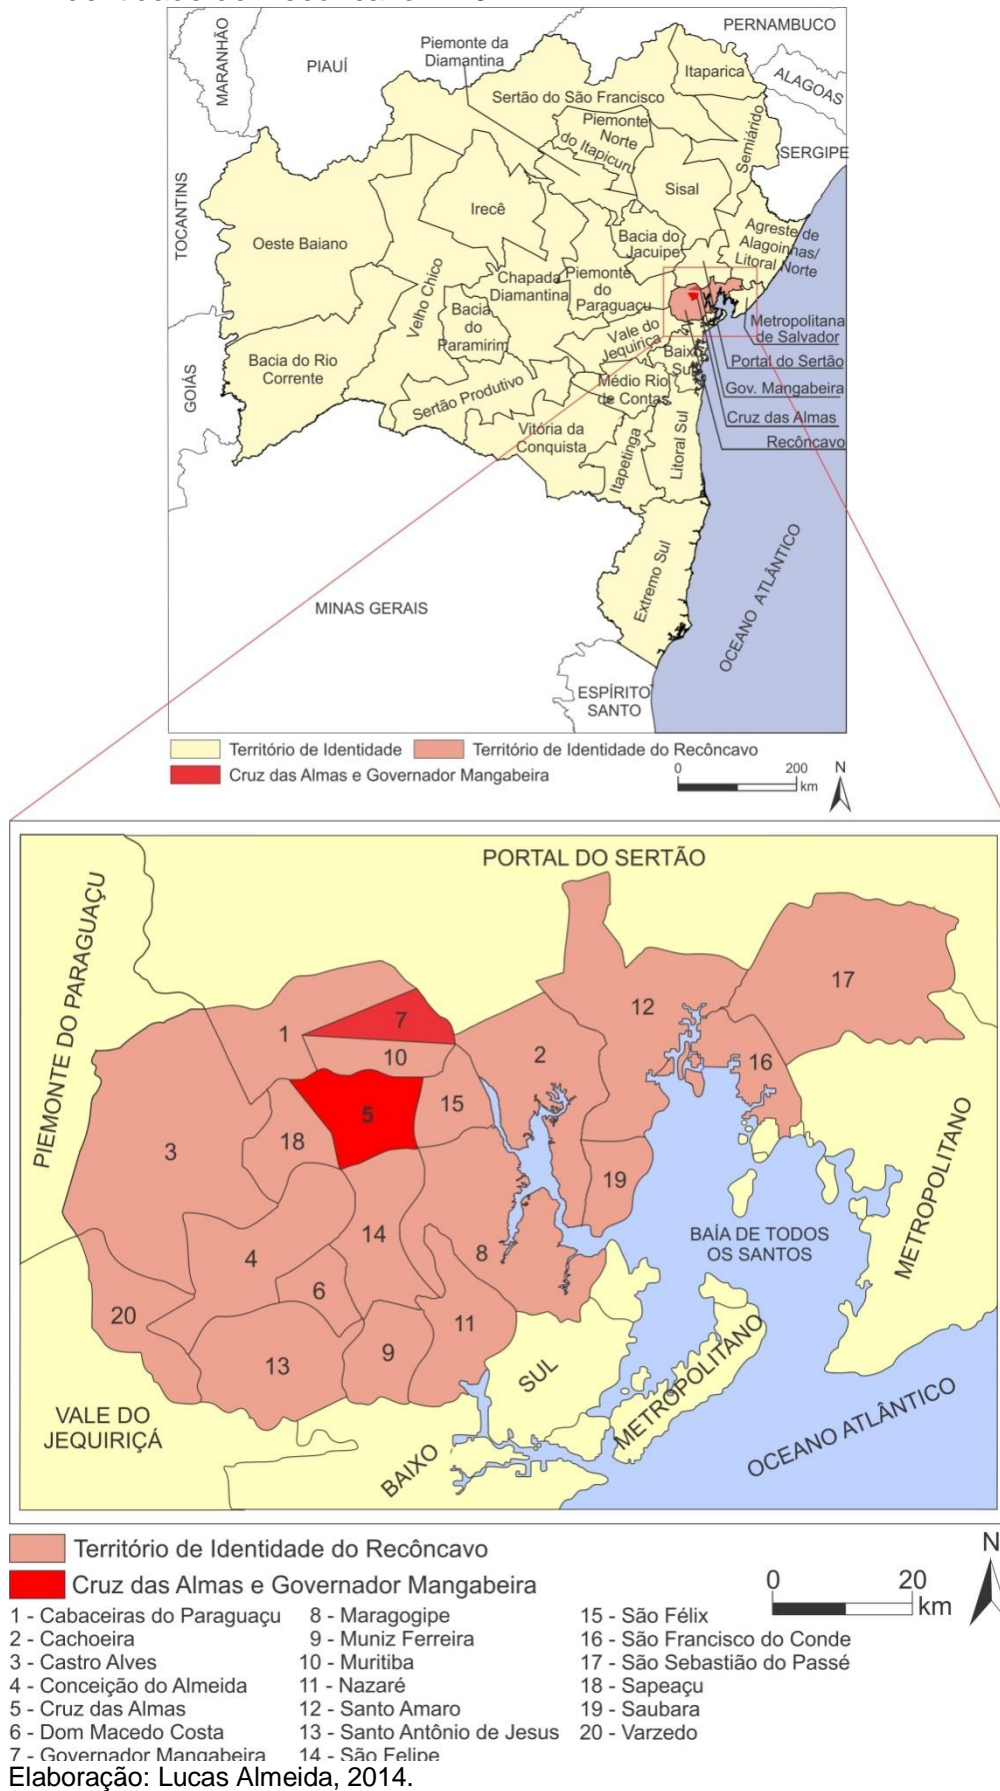 PERNAMBUCO
MARANHÃO
PIAUÍ
Piemonte da
Diamantina
Itaparica
ALAGOAS
Sertão do São Francisco
Piemonte
Norte
do Itapicuru
Semiárido
SERGIPE
TOCANTINS
Sisal
Irecê
Oeste Baiano
Bacia do
Jacuipe
Agreste de
Alagoinhas/
Litoral Norte
Velho Chico
Chapada
Diamantina
Piemonte
do
Paraguaçu
Bacia
do
Paramirim
Vale do
Jequiriçá
Metropolitana
de Salvador
Bacia do Rio
Corrente
Baixo
Sul
Portal do Sertão
GOIÁS
Médio Rio
de Contas
Gov. Mangabeira
Sertão Produtivo
Cruz das Almas
Vitória da
Conquista
Itapetinga
Litoral Sul
Recôncavo
Extremo Sul
OCEANO ATLÂNTICO
MINAS GERAIS
ESPÍRITO
SANTO
Território de Identidade
Território de Identidade do Recôncavo
Cruz das Almas e Governador Mangabeira
0 200
km
N
PORTAL DO SERTÃO
PIEMONTE DO PARAGUAÇU
17
12
7
1
10
2
16
15
5
18
3
19
METROPOLITANO
14
BAÍA DE TODOS
OS SANTOS
8
4
6
20
11
9
13
SUL
METROPOLITANO
VALE DO
JEQUIRIÇÁ
BAIXO
OCEANO ATLÂNTICO
Território de Identidade do Recôncavo
Cruz das Almas e Governador Mangabeira
0 20
km
N
1 - Cabaceiras do Paraguaçu
2 - Cachoeira
3 - Castro Alves
4 - Conceição do Almeida
5 - Cruz das Almas
6 - Dom Macedo Costa
7 - Governador Mangabeira
8 - Maragogipe
9 - Muniz Ferreira
10 - Muritiba
11 - Nazaré
12 - Santo Amaro
13 - Santo Antônio de Jesus
14 - São Felipe
15 - São Félix
16 - São Francisco do Conde
17 - São Sebastião do Passé
18 - Sapeaçu
19 - Saubara
20 - Varzedo
Elaboração: Lucas Almeida, 2014.